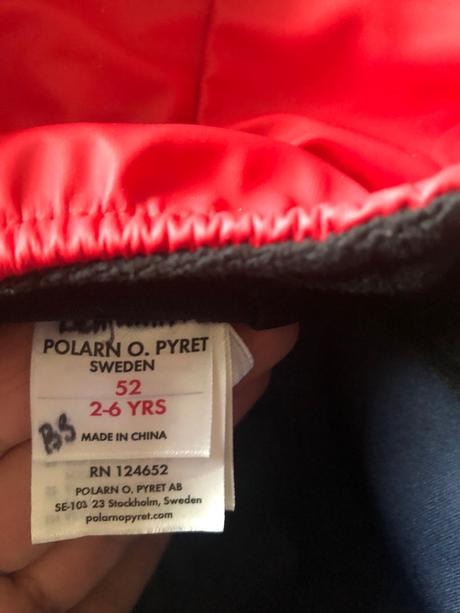 POLARN O. PYRET
SWEDEN
52
2-6 YRS
BS
MADE IN CHINA
RN 124652
POLARN O. PYRET AB
SE-103 23 Stockholm, Sweden
polarnopyret.com